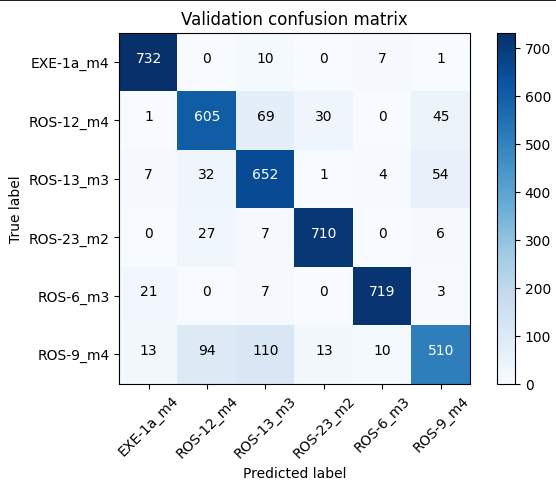 Validation confusion matrix
EXE-1a_m4 732 0 10 0 7 1
ROS-12_m4 1 605 69 30 0 45
ROS-13_m3 7 32 652 1 4 54
ROS-23_m2 0 27 7 710 0 6
ROS-6_m3 21 0 7 0 719 3
ROS-9_m4 13 94 110 13 10 510
EXE-1a_m4 ROS-12_m4 ROS-13_m3 ROS-23_m2 ROS-6_m3 ROS-9_m4
Predicted label
True label
700
600
500
400
300
200
100
0